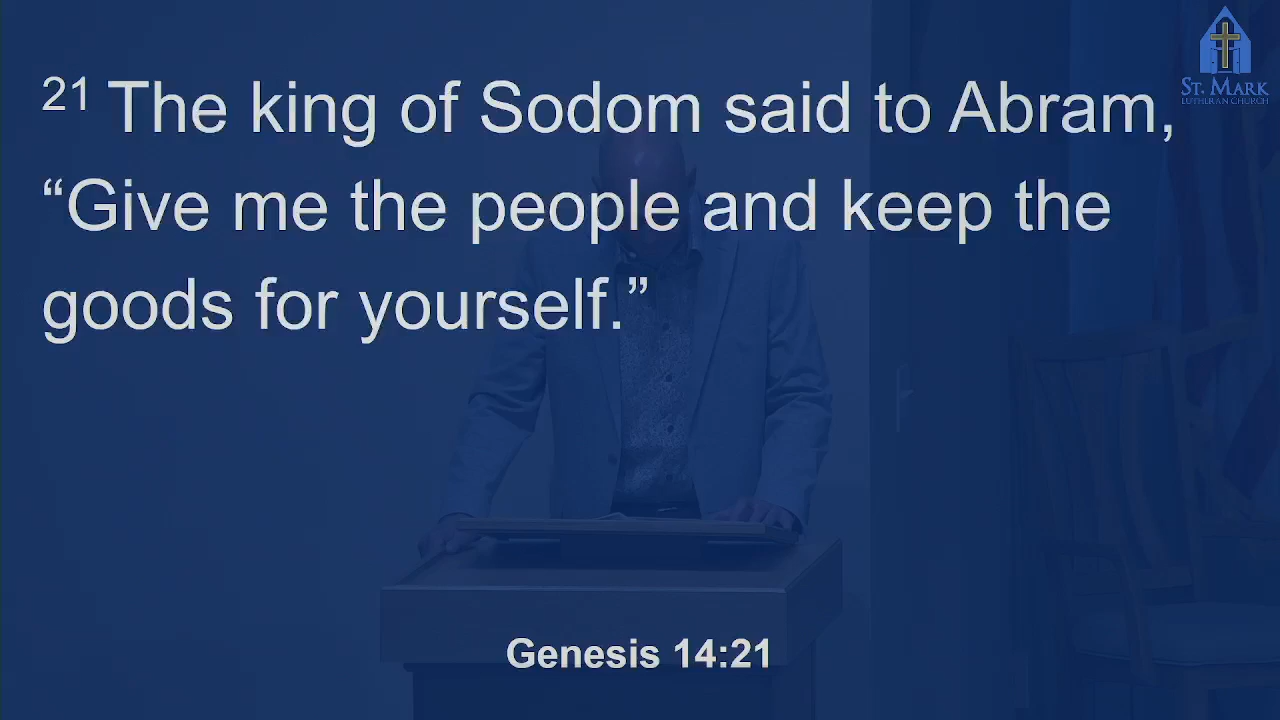 21 The king of Sodom said to Abram,
“Give me the people and keep the
goods for yourself.”
Genesis 14:21
ST. MARK
LUTHERAN CHURCH